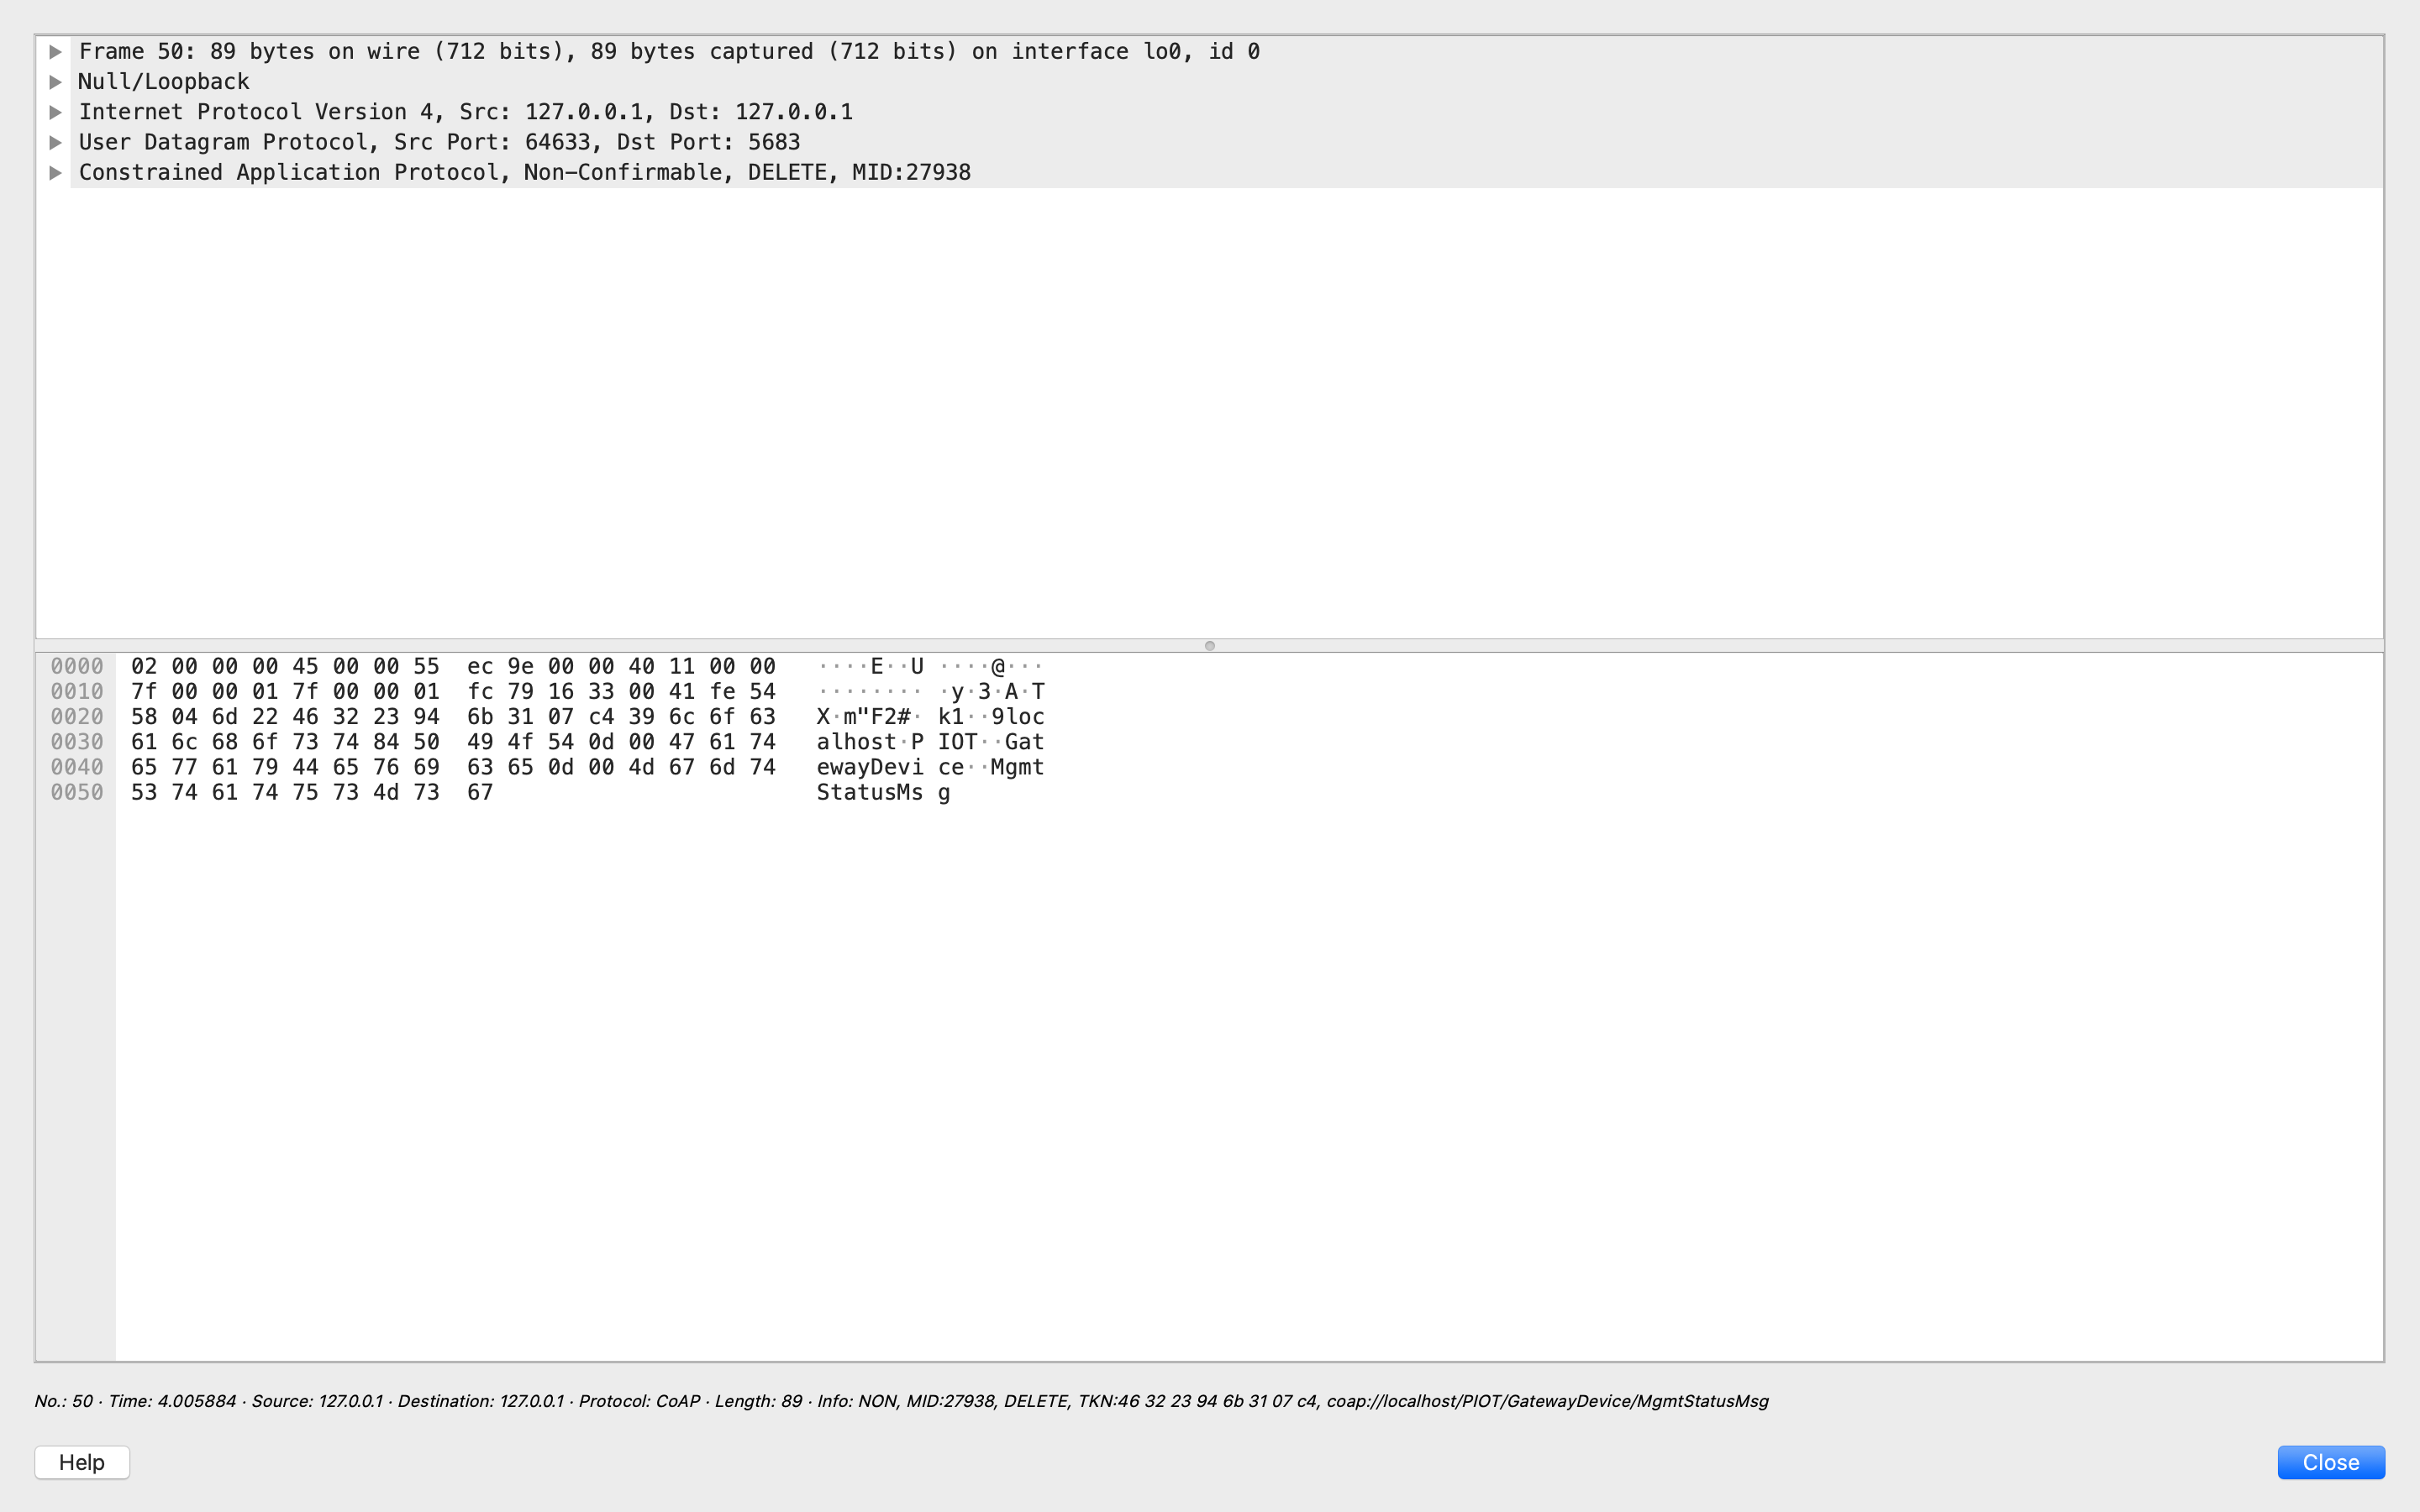 Frame 50: 89 bytes on wire (712 bits), 89 bytes captured (712 bits) on interface lo0, id 0
Null/Loopback
Internet Protocol Version 4, Src: 127.0.0.1, Dst: 127.0.0.1
User Datagram Protocol, Src Port: 64633, Dst Port: 5683
Constrained Application Protocol, Non-Confirmable, DELETE, MID:27938
0000 02 00 00 00 45 00 00 55 ec 9e 00 00 40 11 00 00 ····E··U ····@···
0010 7f 00 00 01 7f 00 00 01 fc 79 16 33 00 41 fe 54 ········ ·y·3·A·T
0020 58 04 6d 22 46 32 23 94 6b 31 07 c4 39 6c 6f 63 X·m"F2#· k1··9loc
0030 61 6c 68 6f 73 74 84 50 49 4f 54 0d 00 47 61 74 alhost·P IOT··Gat
0040 65 77 61 79 44 65 76 69 63 65 0d 00 4d 67 6d 74 ewayDevi ce··Mgmt
0050 53 74 61 74 75 73 4d 73 67 StatusMs g
No.: 50 · Time: 4.005884 · Source: 127.0.0.1 · Destination: 127.0.0.1 · Protocol: CoAP · Length: 89 · Info: NON, MID:27938, DELETE, TKN:46 32 23 94 6b 31 07 c4, coap://localhost/PIOT/GatewayDevice/MgmtStatusMsg
Help
Close